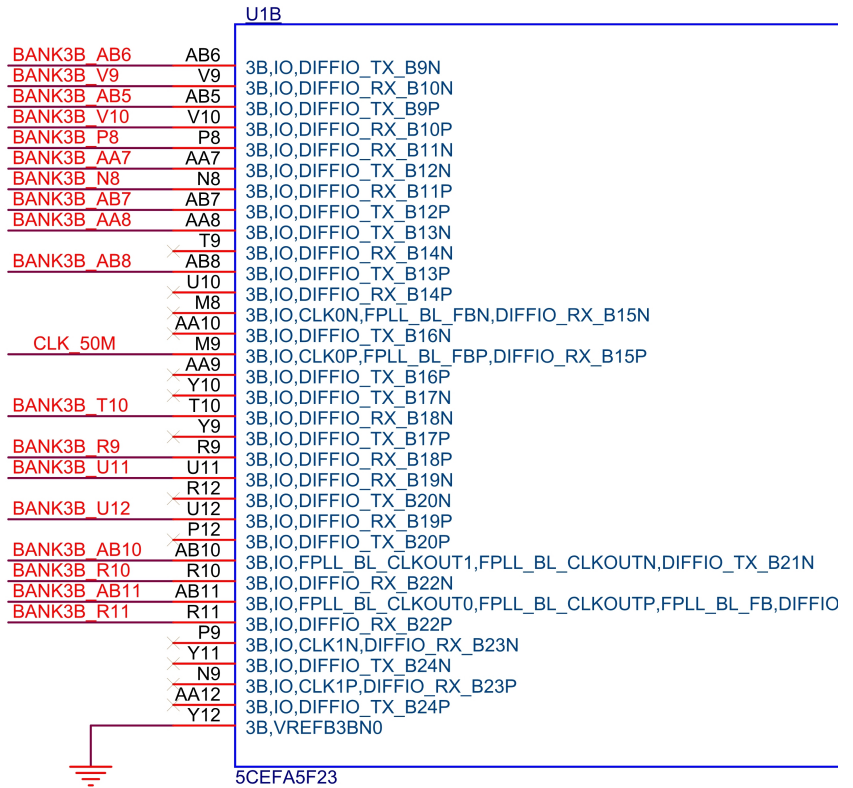 U1B
BANK3B_AB6 AB6 3B,IO,DIFFIO_TX_B9N
BANK3B_V9 V9 3B,IO,DIFFIO_RX_B10N
BANK3B_AB5 AB5 3B,IO,DIFFIO_TX_B9P
BANK3B_V10 V10 3B,IO,DIFFIO_RX_B10P
BANK3B_P8 P8 3B,IO,DIFFIO_RX_B11N
BANK3B_AA7 AA7 3B,IO,DIFFIO_TX_B12N
BANK3B_N8 N8 3B,IO,DIFFIO_RX_B11P
BANK3B_AB7 AB7 3B,IO,DIFFIO_TX_B12P
BANK3B_AA8 AA8 3B,IO,DIFFIO_TX_B13N
T9 3B,IO,DIFFIO_RX_B14N
BANK3B_AB8 AB8 3B,IO,DIFFIO_TX_B13P
U10 3B,IO,DIFFIO_RX_B14P
M8 3B,IO,CLK0N,FPLL_BL_FBN,DIFFIO_RX_B15N
AA10 3B,IO,DIFFIO_TX_B16N
CLK_50M M9 3B,IO,CLK0P,FPLL_BL_FBP,DIFFIO_RX_B15P
AA9 3B,IO,DIFFIO_TX_B16P
Y10 3B,IO,DIFFIO_TX_B17N
BANK3B_T10 T10 3B,IO,DIFFIO_RX_B18N
Y9 3B,IO,DIFFIO_TX_B17P
BANK3B_R9 R9 3B,IO,DIFFIO_RX_B18P
BANK3B_U11 U11 3B,IO,DIFFIO_RX_B19N
R12 3B,IO,DIFFIO_TX_B20N
BANK3B_U12 U12 3B,IO,DIFFIO_RX_B19P
P12 3B,IO,DIFFIO_TX_B20P
BANK3B_AB10 AB10 3B,IO,FPLL_BL_CLKOUT1,FPLL_BL_CLKOUTN,DIFFIO_TX_B21N
BANK3B_R10 R10 3B,IO,DIFFIO_RX_B22N
BANK3B_AB11 AB11 3B,IO,FPLL_BL_CLKOUT0,FPLL_BL_CLKOUTP,FPLL_BL_FB,DIFFIO
BANK3B_R11 R11 3B,IO,DIFFIO_RX_B22P
P9 3B,IO,CLK1N,DIFFIO_RX_B23N
Y11 3B,IO,DIFFIO_TX_B24N
N9 3B,IO,CLK1P,DIFFIO_RX_B23P
AA12 3B,IO,DIFFIO_TX_B24P
Y12 3B,VREFB3BN0
5CEFA5F23